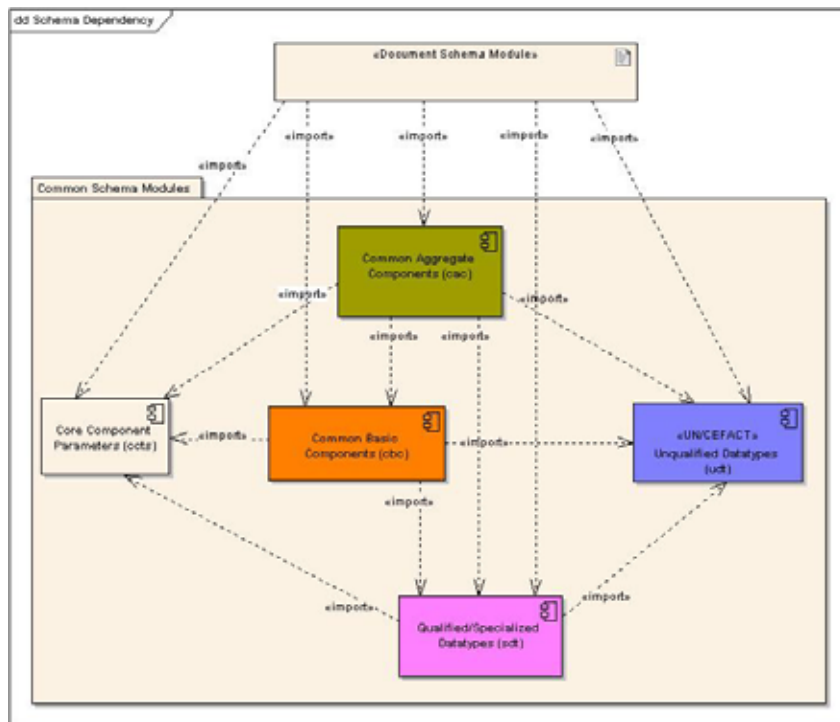 dd Schema Dependency
«Document Schema Module»
«import»
«import»
«import»
«import»
«import»
Common Schema Modules
Common Aggregate
Components (cac)
«import»
«import»
«import»
«import»
Core Component
Parameters (ccts)
«import»
Common Basic
Components (cbc)
«import»
«UN/CEFACT»
Unqualified Datatypes
(udt)
«import»
«import»
«import»
Qualified/Specialized
Datatypes (sdt)